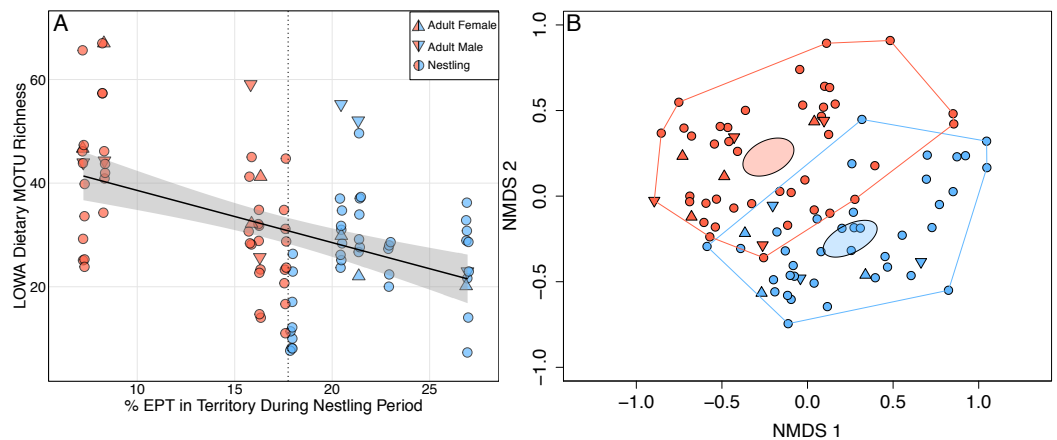 A
Adult Female
Adult Male
Nestling
LOWA Dietary MOTU Richness
60
40
20
10
15
20
25
% EPT in Territory During Nestling Period
B
NMDS 2
1.0
0.5
0.0
−0.5
−1.0
−1.0
−0.5
0.0
0.5
1.0
NMDS 1